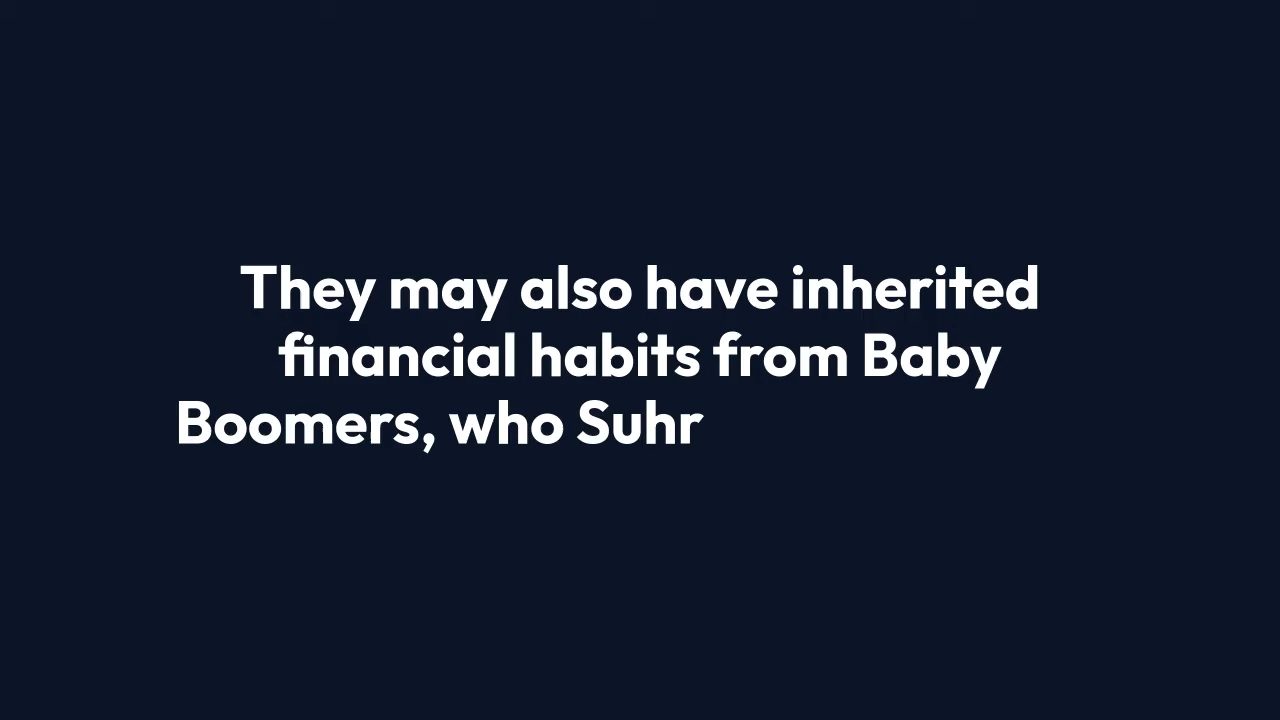 They may also have inherited
financial habits from Baby
Boomers, who Suhr